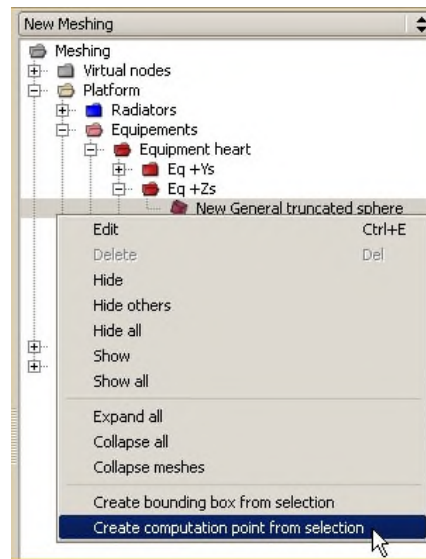 New Meshing
Meshing
Virtual nodes
Platform
Radiators
Equipements
Equipment heart
Eq +Ys
Eq +Zs
New General truncated sphere
Edit Ctrl+E
Delete Del
Hide
Hide others
Hide all
Show
Show all
Expand all
Collapse all
Collapse meshes
Create bounding box from selection
Create computation point from selection